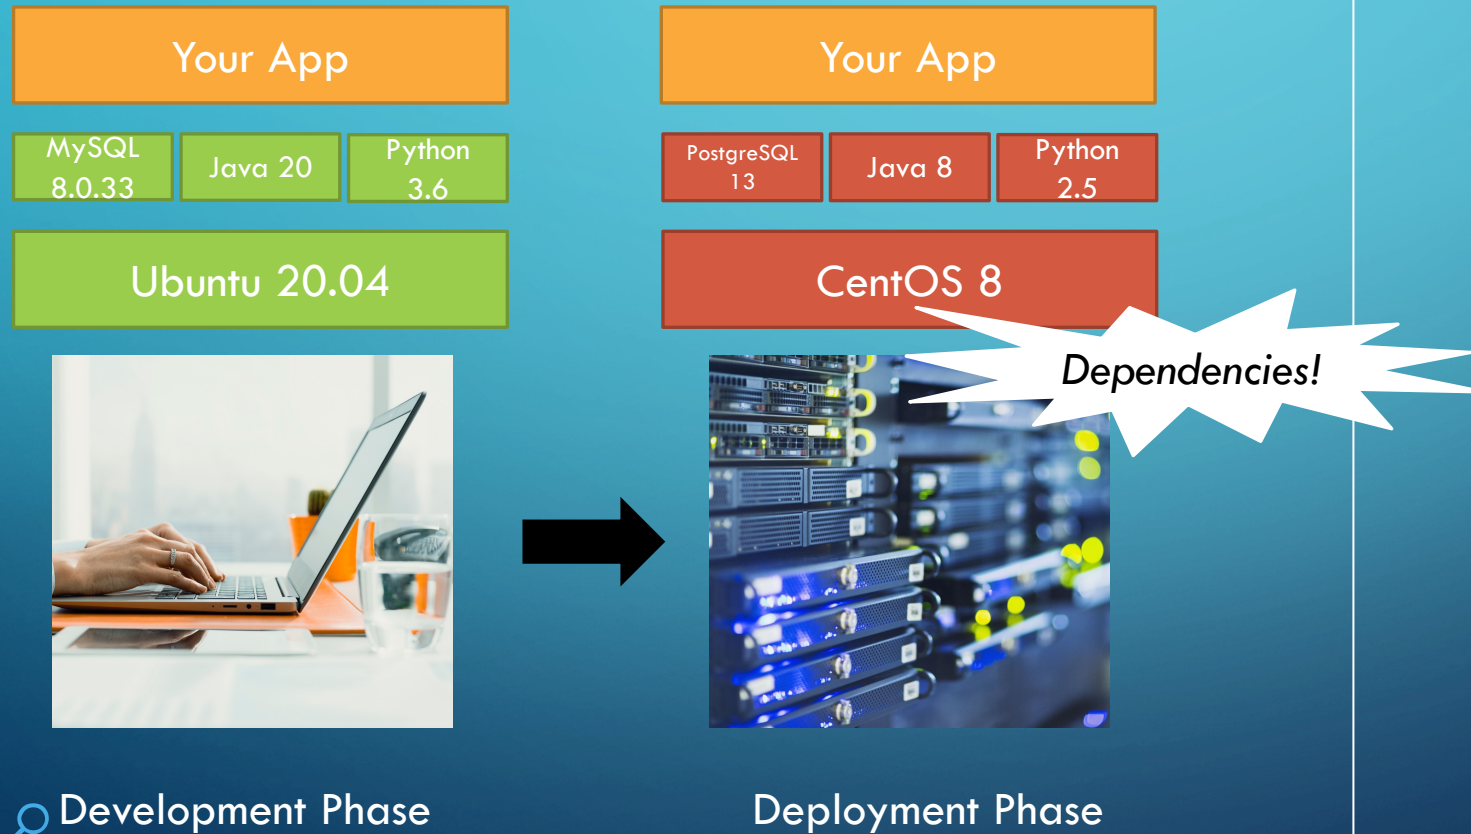 Your App
MySQL
8.0.33
Java 20
Python
3.6
Ubuntu 20.04
Your App
PostgreSQL
13
Java 8
Python
2.5
CentOS 8
Dependencies!
Development Phase
Deployment Phase